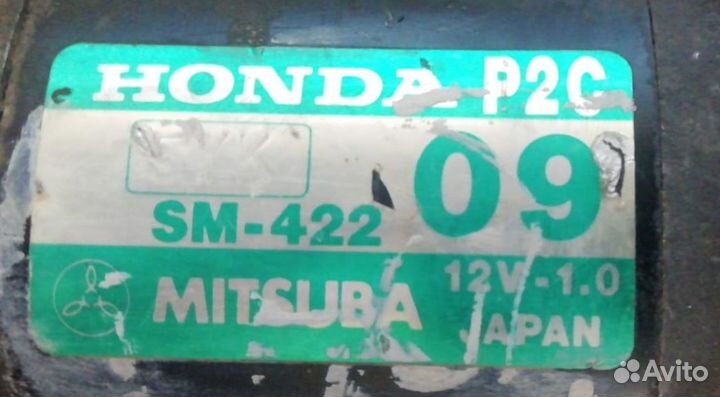 HONDA P2C
09
SM-422
12V-1.0
MITSUBA
JAPAN
Avito